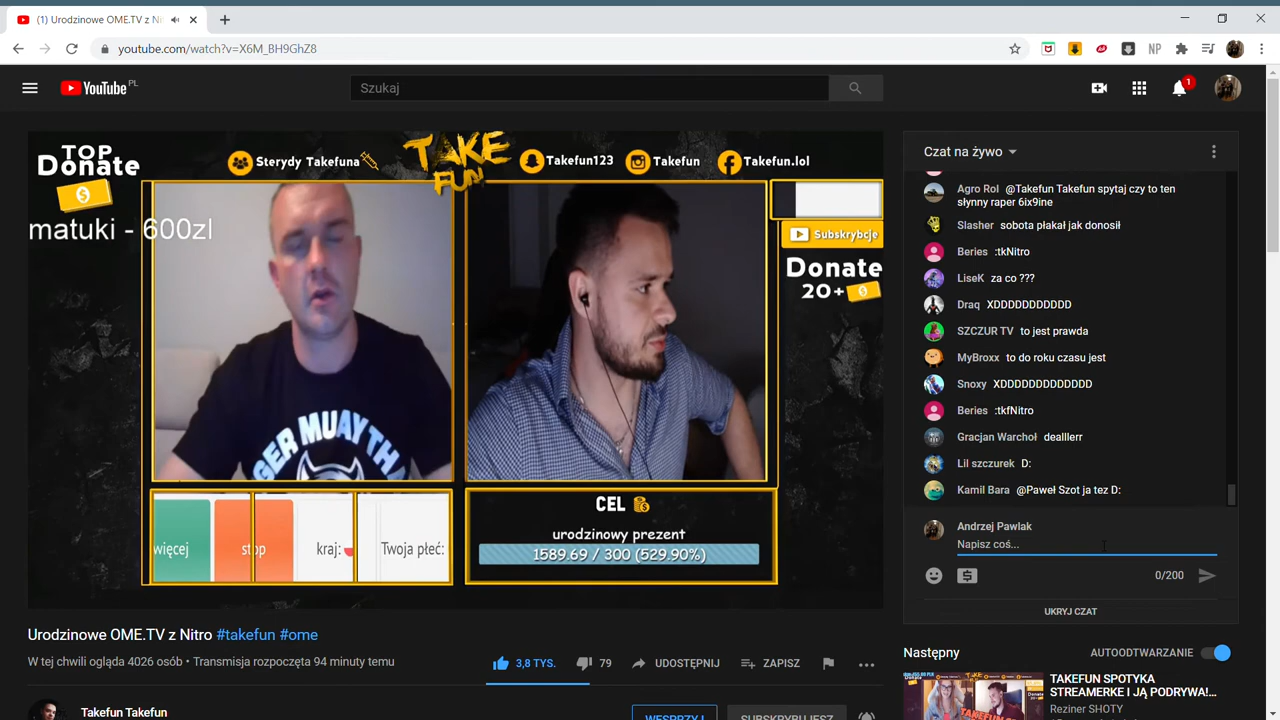 (1) Urodzinowe OME.TV z Ni
youtube.com/watch?v=X6M_BH9GhZ8
NP
YouTube PL
Szukaj
1
TOP
Donate
matuki - 600zl
Sterydy Takefuna
TAKE
FUN
Takefun123
Takefun
Takefun.lol
Subskrybcje
Donate
20+
GER MUAY THA
więcej
stop
kraj:
Twoja płeć:
CEL
urodzinowy prezent
1589.69 / 300 (529.90%)
Urodzinowe OME.TV z Nitro #takefun #ome
W tej chwili ogląda 4026 osób • Transmisja rozpoczęta 94 minuty temu
3,8 TYS.
79
UDOSTĘPNIJ
ZAPISZ
Takefun Takefun
WESPRZYJ
SUBSKRYBUJESZ
Czat na żywo
Agro Rol @Takefun Takefun spytaj czy to ten
słynny raper 6ix9ine
Slasher sobota płakał jak donosił
Beries :tkNitro
LiseK za co ???
Draq XDDDDDDDDDDD
SZCZUR TV to jest prawda
MyBroxx to do roku czasu jest
Snoxy XDDDDDDDDDDDDD
Beries :tkfNitro
Gracjan Warchoł dealllerr
Lil szczurek D:
Kamil Bara @Paweł Szot ja tez D:
Andrzej Pawlak
Napisz coś...
0/200
UKRYJ CZAT
Następny
AUTOODTWARZANIE
TAKEFUN SPOTYKA
STREAMERKE I JĄ PODRYWA!...
Reziner SHOTY